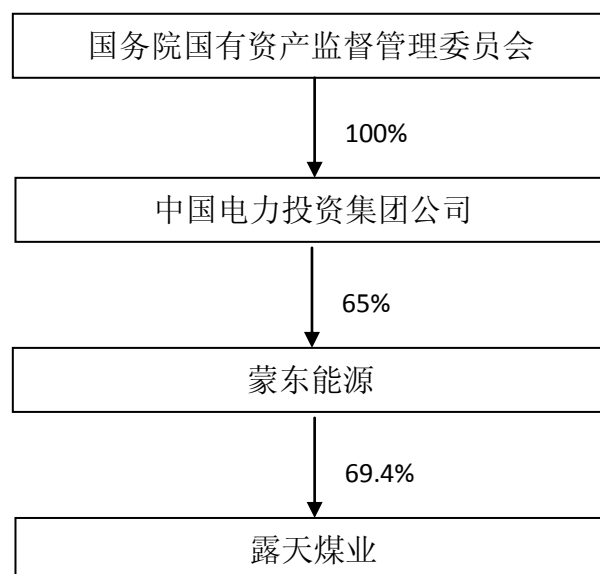 国务院国有资产监督管理委员会
100%
中国电力投资集团公司
65%
蒙东能源
69.4%
露天煤业